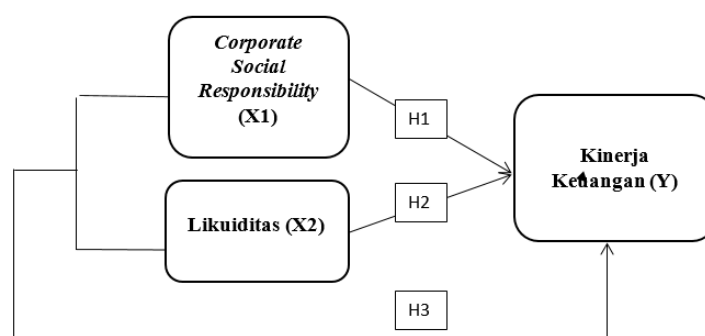 Corporate
Social
Responsibility
(X1)
H1
Kinerja
Keuangan (Y)
H2
Likuiditas (X2)
H3